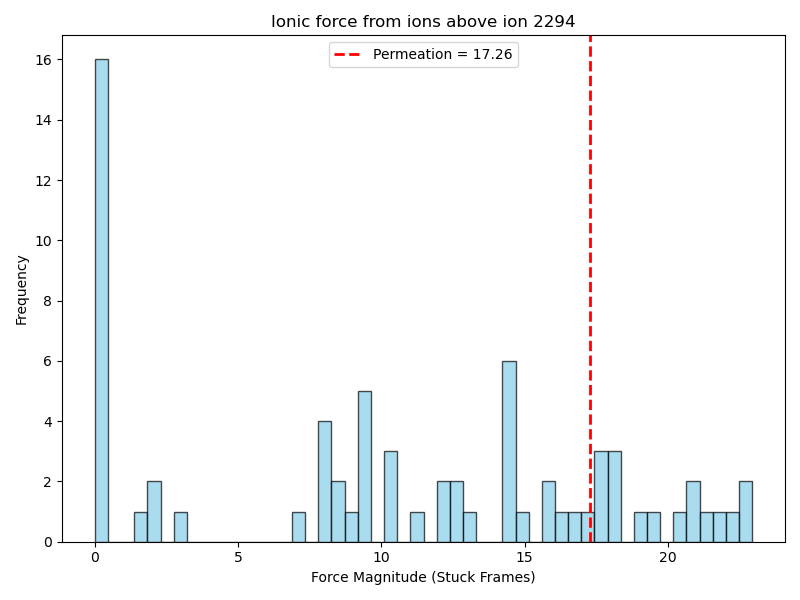 Ionic force from ions above ion 2294
Permeation = 17.26
16
14
12
10
8
6
4
2
0
Frequency
0 5 10 15 20
Force Magnitude (Stuck Frames)